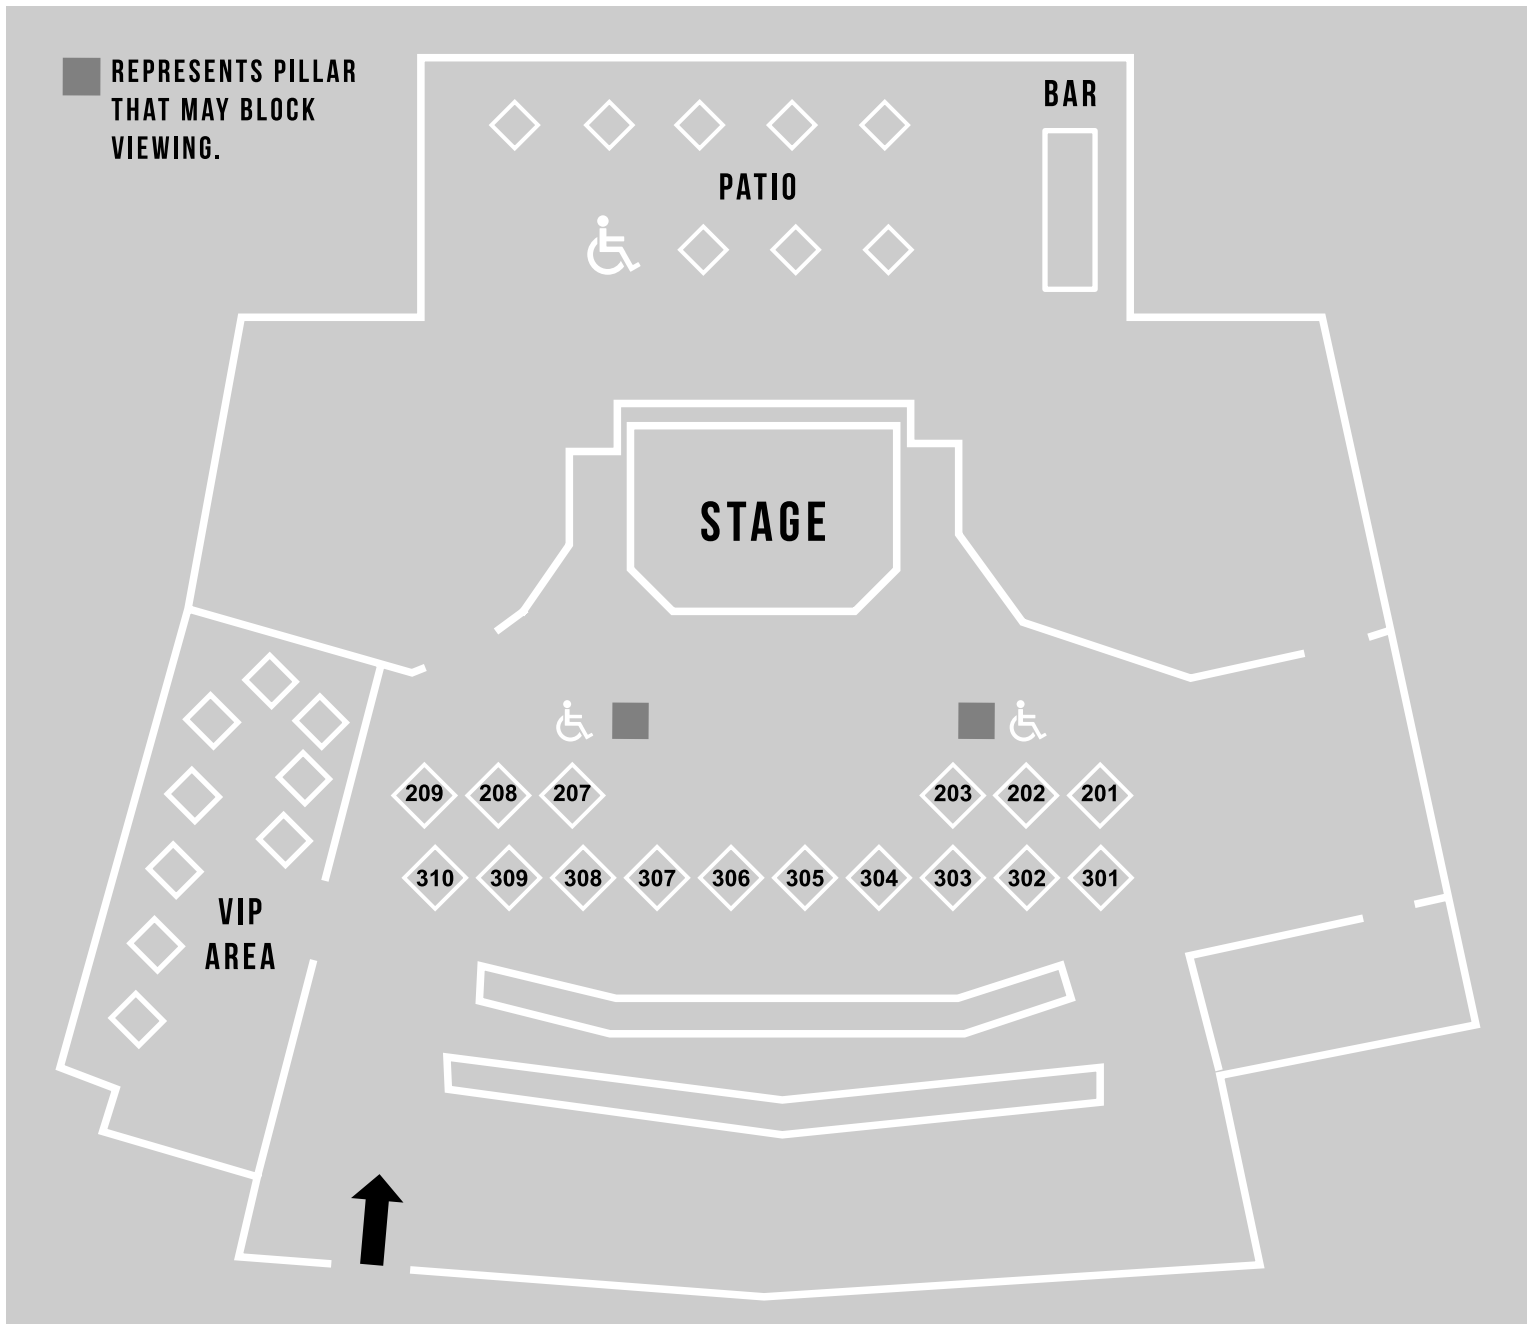 REPRESENTS PILLAR
THAT MAY BLOCK
VIEWING.
BAR
PATIO
STAGE
209 208 207 203 202 201
310 309 308 307 306 305 304 303 302 301
VIP
AREA